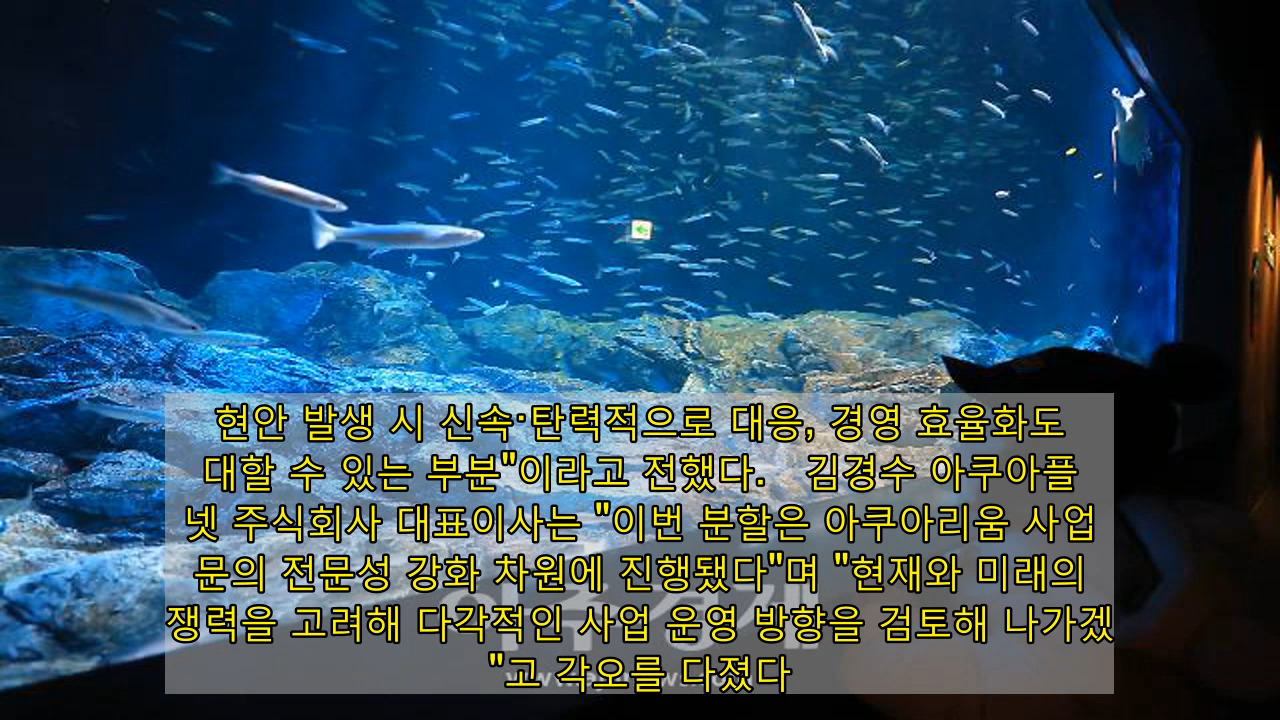 현안 발생 시 신속·탄력적으로 대응, 경영 효율화도
대할 수 있는 부분"이라고 전했다. 김경수 아쿠아플
넷 주식회사 대표이사는 "이번 분할은 아쿠아리움 사업
문의 전문성 강화 차원에 진행됐다"며 "현재와 미래의
쟁력을 고려해 다각적인 사업 운영 방향을 검토해 나가겠
"고 각오를 다졌다